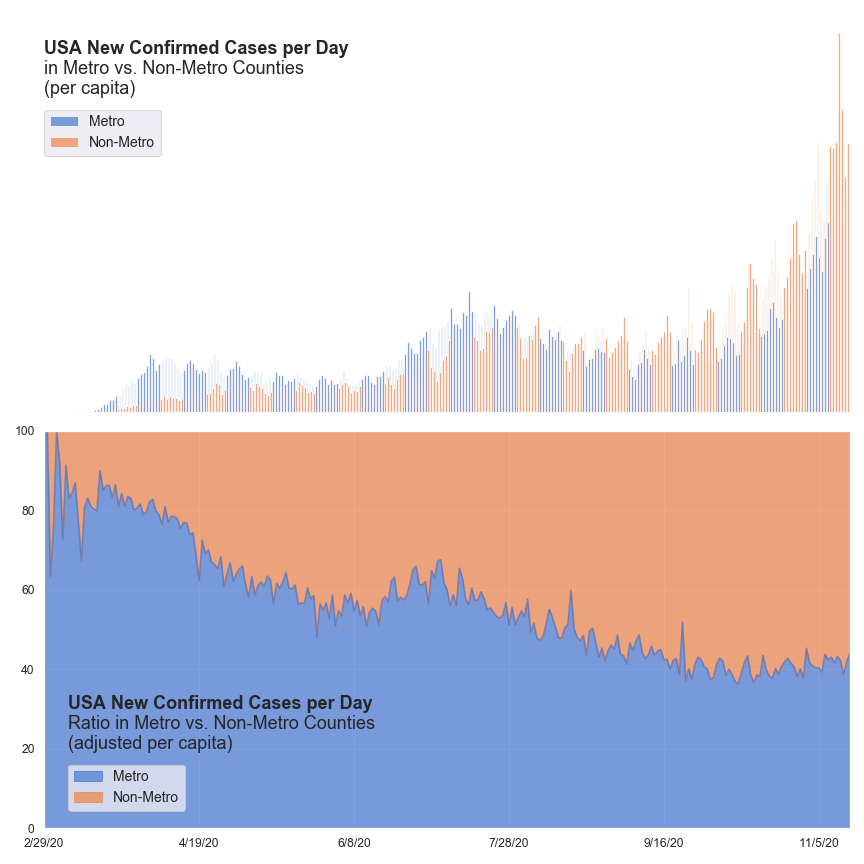 USA New Confirmed Cases per Day
in Metro vs. Non-Metro Counties
(per capita)
Metro
Non-Metro
100
80
60
40
20
0
USA New Confirmed Cases per Day
Ratio in Metro vs. Non-Metro Counties
(adjusted per capita)
Metro
Non-Metro
2/29/20 4/19/20 6/8/20 7/28/20 9/16/20 11/5/20